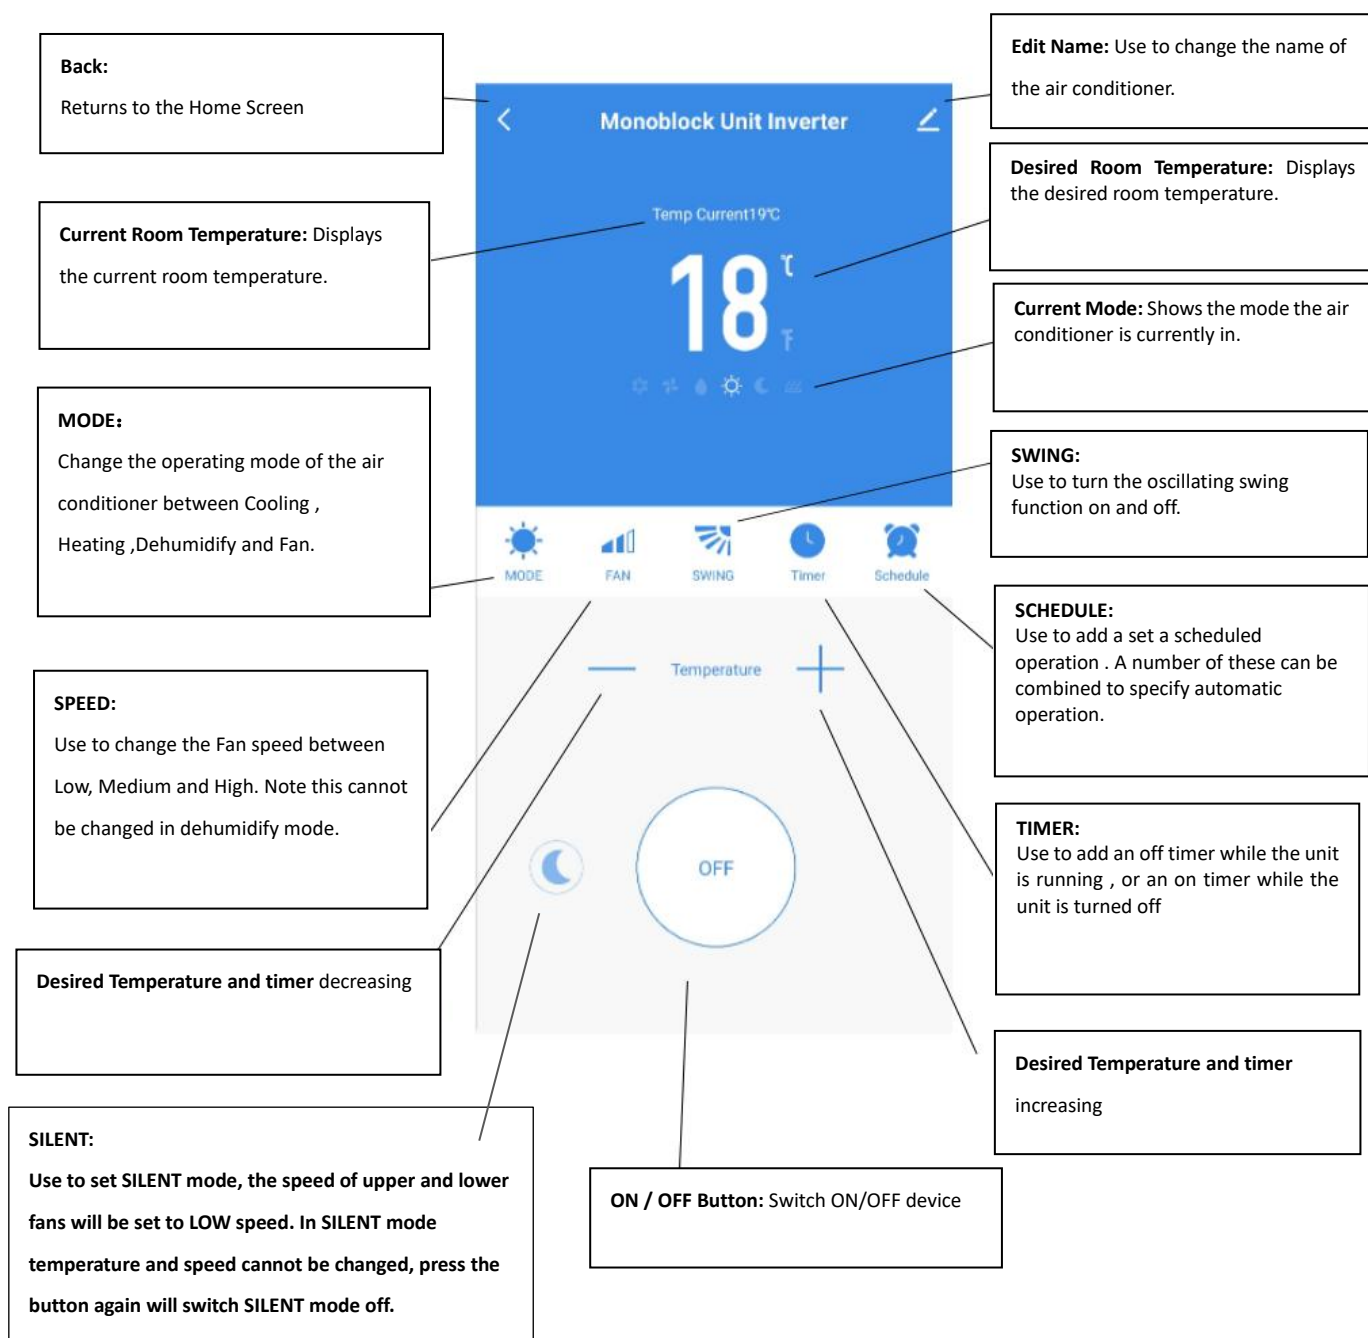 Back:
Returns to the Home Screen
Current Room Temperature: Displays
the current room temperature.
MODE:
Change the operating mode of the air
conditioner between Cooling ,
Heating ,Dehumidify and Fan.
SPEED:
Use to change the Fan speed between
Low, Medium and High. Note this cannot
be changed in dehumidify mode.
Desired Temperature and timer decreasing
SILENT:
Use to set SILENT mode, the speed of upper and lower
fans will be set to LOW speed. In SILENT mode
temperature and speed cannot be changed, press the
button again will switch SILENT mode off.
Monoblock Unit Inverter
Temp Current19℃
18 ℃
℉
MODE FAN SWING Timer Schedule
Temperature
OFF
ON / OFF Button: Switch ON/OFF device
Edit Name: Use to change the name of
the air conditioner.
Desired Room Temperature: Displays
the desired room temperature.
Current Mode: Shows the mode the air
conditioner is currently in.
SWING:
Use to turn the oscillating swing
function on and off.
SCHEDULE:
Use to add a set a scheduled
operation . A number of these can be
combined to specify automatic
operation.
TIMER:
Use to add an off timer while the unit
is running , or an on timer while the
unit is turned off
Desired Temperature and timer
increasing